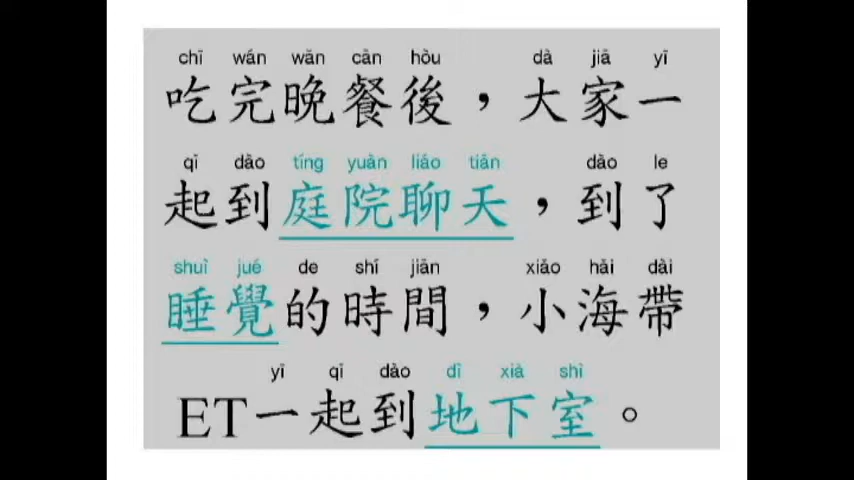 chī wán wǎn cān hòu dà jiā yī
吃完晚餐後，大家一
qǐ dào tíng yuàn liáo tiān dào le
起到庭院聊天，到了
shuì jué de shí jiān xiǎo hǎi dài
睡覺的時間，小海帶
yī qǐ dào dì xià shì
ET一起到地下室。